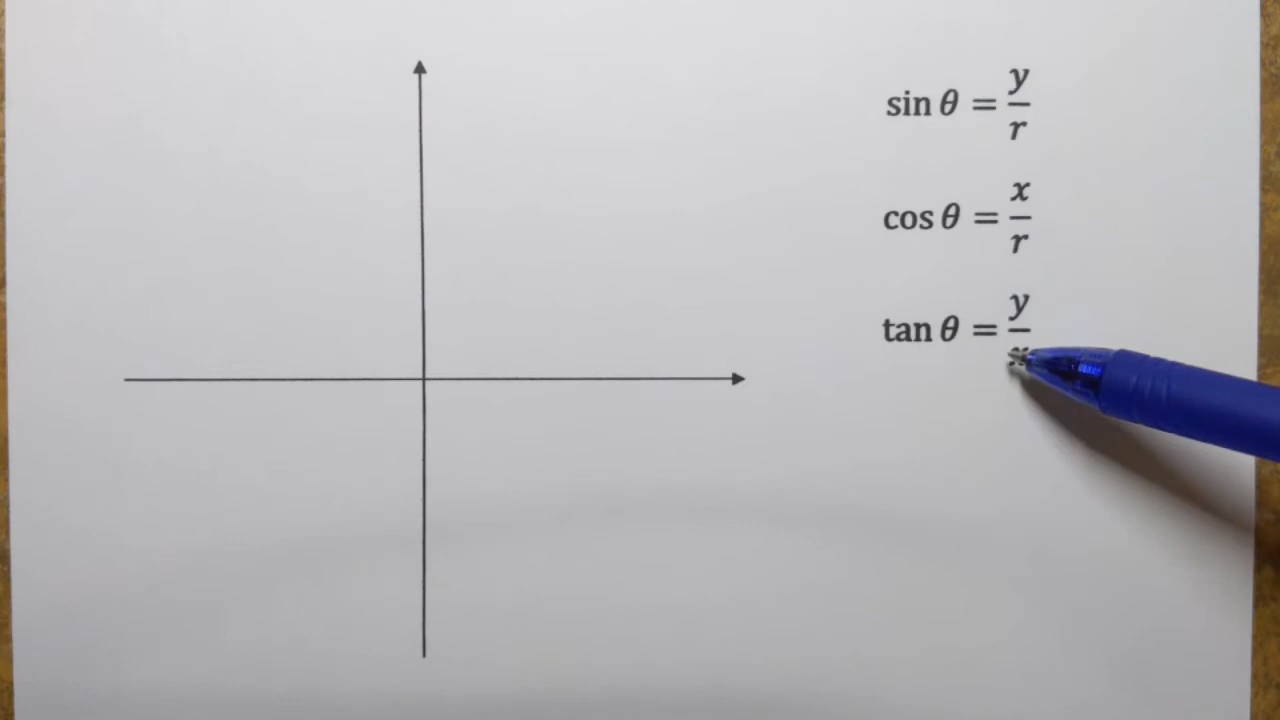 sin θ = y/r
cos θ = x/r
tan θ = y/